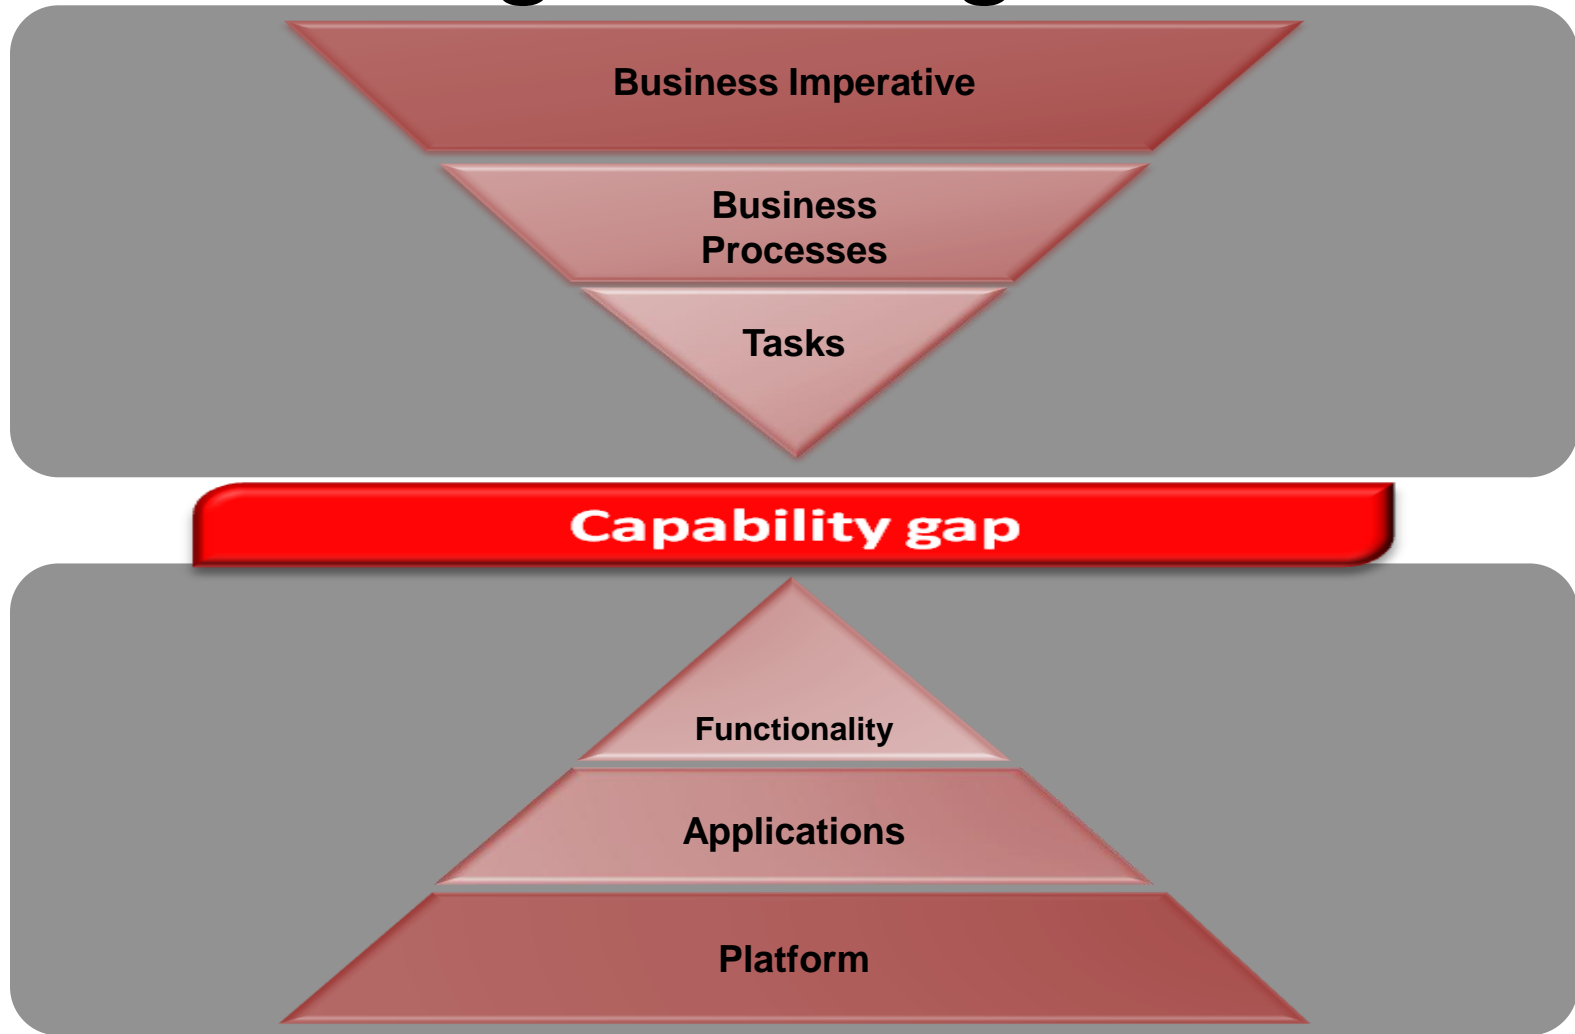 Business Imperative
Business
Processes
Tasks
Capability gap
Functionality
Applications
Platform